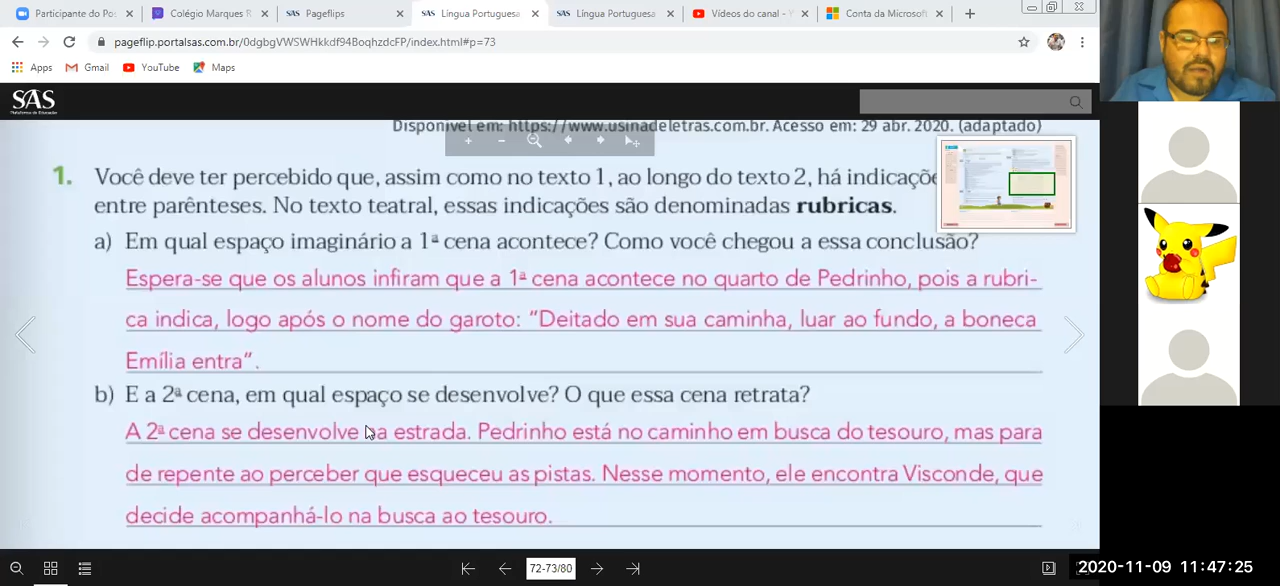 Participante do Pos
Colégio Marques R
SAS Pageflips
SAS Língua Portuguesa
SAS Língua Portuguesa
Vídeos do canal - Y
Conta da Microsof
pageflip.portalsas.com.br/0dgbgVWSWHkkdf94BoqhzdcFP/index.html#p=73
Apps Gmail YouTube Maps
SAS
Plataforma de Educação
Disponível em: https://www.usinadeletras.com.br. Acesso em: 29 abr. 2020. (adaptado)
1. Você deve ter percebido que, assim como no texto 1, ao longo do texto 2, há indicaçõe
entre parênteses. No texto teatral, essas indicações são denominadas rubricas.
a) Em qual espaço imaginário a 1ª cena acontece? Como você chegou a essa conclusão?
Espera-se que os alunos infiram que a 1ª cena acontece no quarto de Pedrinho, pois a rubri-
ca indica, logo após o nome do garoto: “Deitado em sua caminha, luar ao fundo, a boneca
Emília entra”.
b) E a 2ª cena, em qual espaço se desenvolve? O que essa cena retrata?
A 2ª cena se desenvolve na estrada. Pedrinho está no caminho em busca do tesouro, mas para
de repente ao perceber que esqueceu as pistas. Nesse momento, ele encontra Visconde, que
decide acompanhá-lo na busca ao tesouro.
72-73/80
2020-11-09 11:47:25